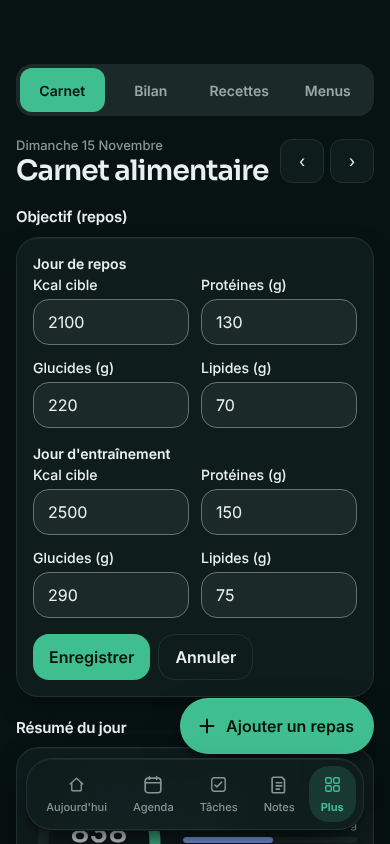 Carnet Bilan Recettes Menus
Dimanche 15 Novembre
Carnet alimentaire ‹ ›
Objectif (repos)
Jour de repos
Kcal cible Protéines (g)
2100 130
Glucides (g) Lipides (g)
220 70
Jour d'entraînement
Kcal cible Protéines (g)
2500 150
Glucides (g) Lipides (g)
290 75
Enregistrer Annuler
Résumé du jour + Ajouter un repas
Aujourd'hui Agenda Tâches Notes Plus
838